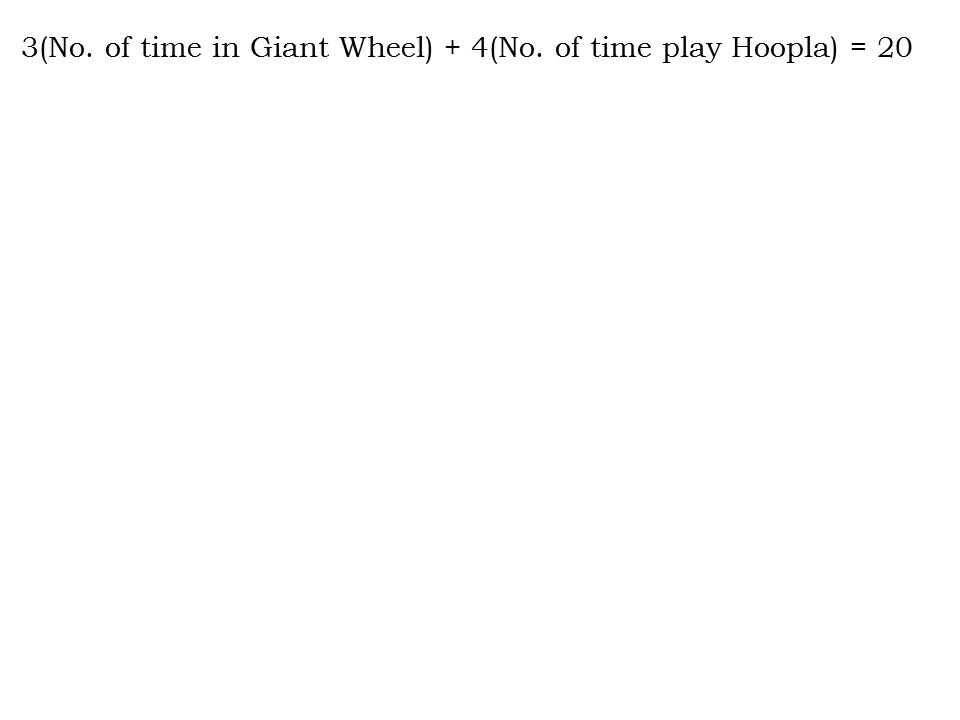 3(No. of time in Giant Wheel) + 4(No. of time play Hoopla) = 20